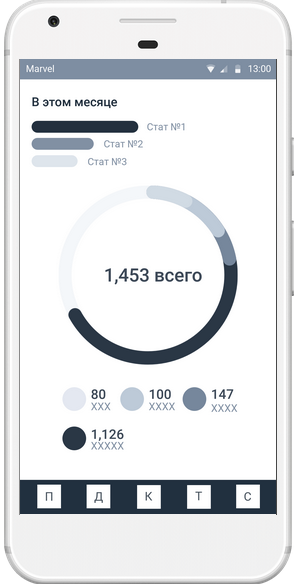 Marvel 13:00
В этом месяце
Стат №1
Стат №2
Стат №3
1,453 всего
80 100 147
XXX XXXX XXXX
1,126
XXXXX
П Д К Т С